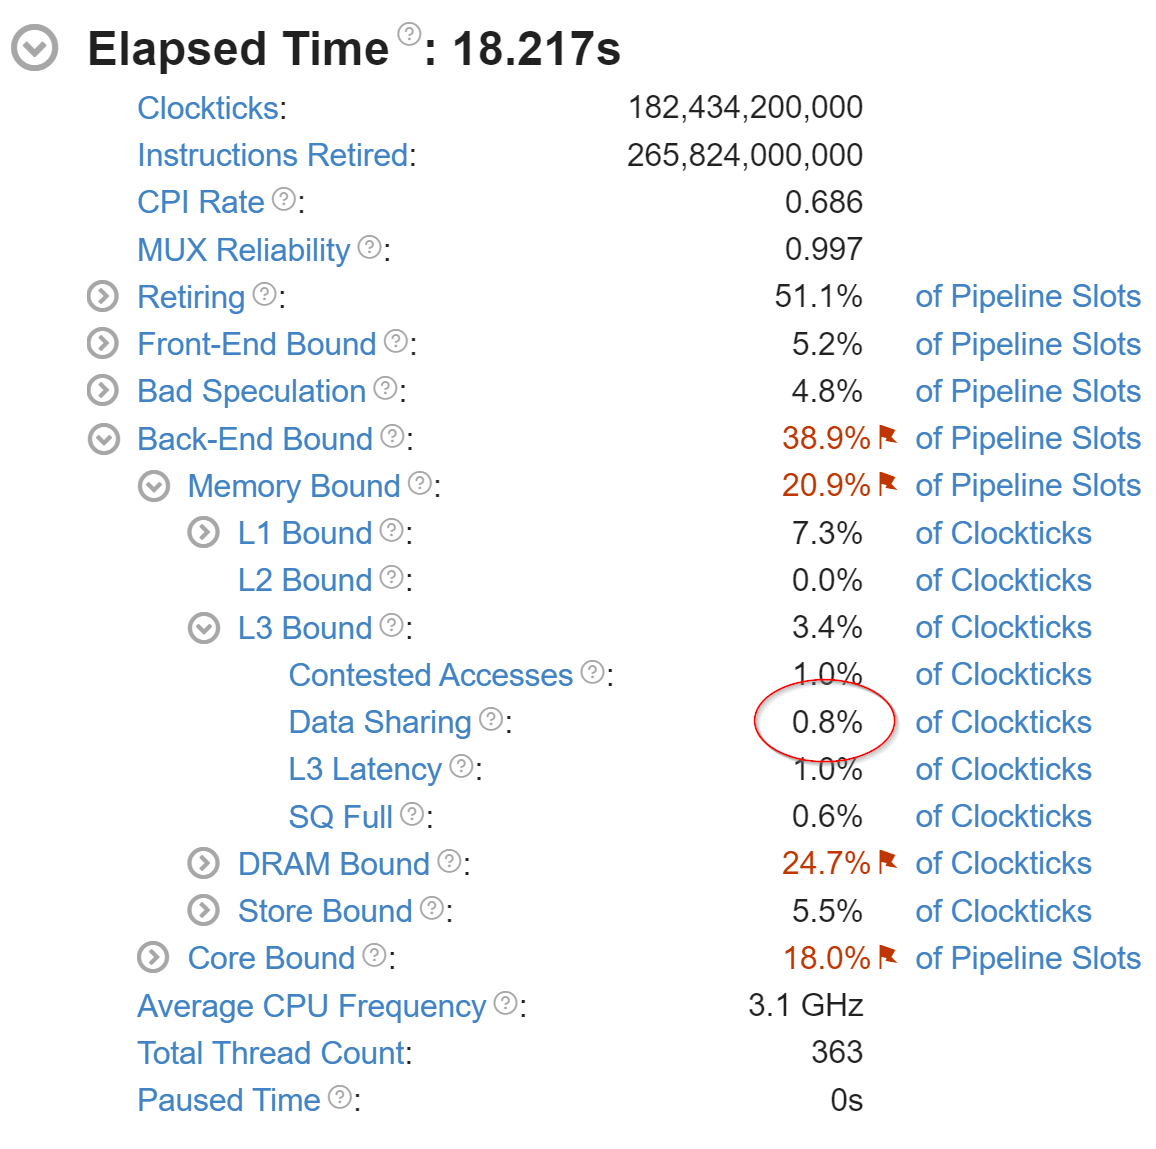 Elapsed Time ?: 18.217s
Clockticks: 182,434,200,000
Instructions Retired: 265,824,000,000
CPI Rate ?: 0.686
MUX Reliability ?: 0.997
Retiring ?: 51.1% of Pipeline Slots
Front-End Bound ?: 5.2% of Pipeline Slots
Bad Speculation ?: 4.8% of Pipeline Slots
Back-End Bound ?: 38.9% of Pipeline Slots
Memory Bound ?: 20.9% of Pipeline Slots
L1 Bound ?: 7.3% of Clockticks
L2 Bound ?: 0.0% of Clockticks
L3 Bound ?: 3.4% of Clockticks
Contested Accesses ?: 1.0% of Clockticks
Data Sharing ?: 0.8% of Clockticks
L3 Latency ?: 1.0% of Clockticks
SQ Full ?: 0.6% of Clockticks
DRAM Bound ?: 24.7% of Clockticks
Store Bound ?: 5.5% of Clockticks
Core Bound ?: 18.0% of Pipeline Slots
Average CPU Frequency ?: 3.1 GHz
Total Thread Count: 363
Paused Time ?: 0s